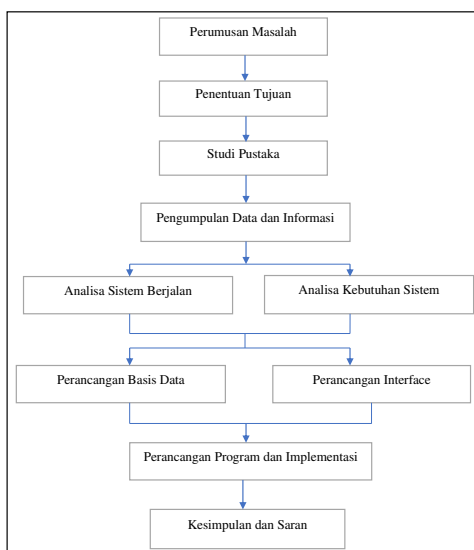 Perumusan Masalah
Penentuan Tujuan
Studi Pustaka
Pengumpulan Data dan Informasi
Analisa Sistem Berjalan
Analisa Kebutuhan Sistem
Perancangan Basis Data
Perancangan Interface
Perancangan Program dan Implementasi
Kesimpulan dan Saran